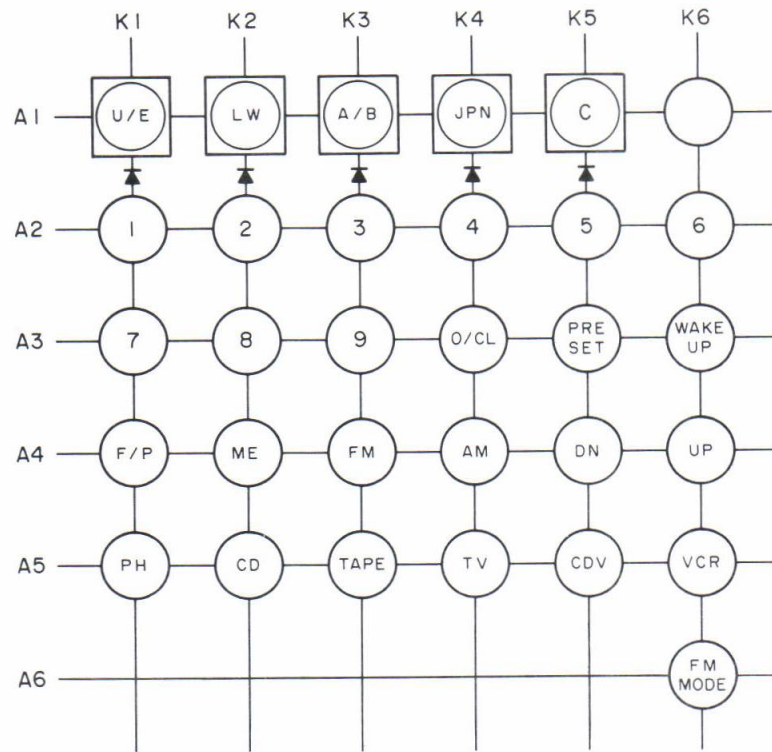 K1 K2 K3 K4 K5 K6
A1 U/E LW A/B JPN C
A2 1 2 3 4 5 6
A3 7 8 9 O/CL PRE SET WAKE UP
A4 F/P ME FM AM DN UP
A5 PH CD TAPE TV CDV VCR
A6 FM MODE